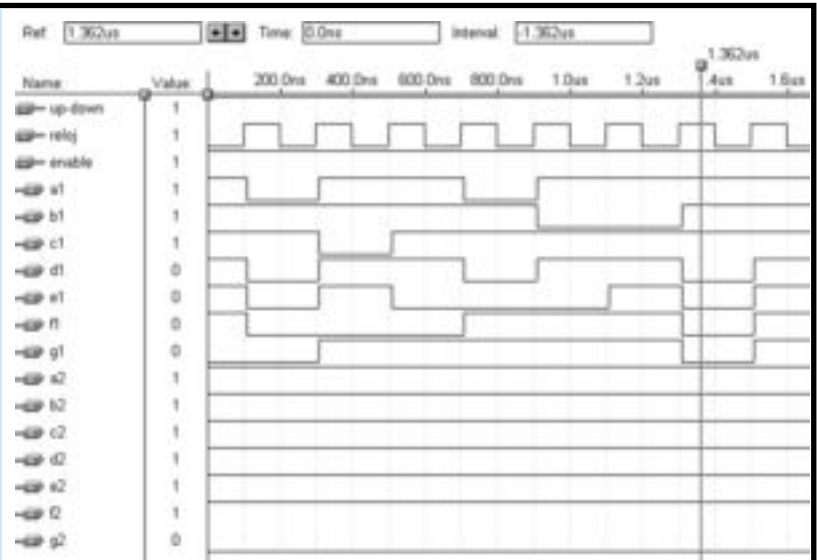 Ref: 1.362us Time: 0.0ns Interval: -1.362us
1.362us
Name: Value: 200.0ns 400.0ns 600.0ns 800.0ns 1.0us 1.2us .4us 1.6us
up-down 1
reloj 1
enable 1
a1 1
b1 1
c1 1
d1 0
e1 0
f1 0
g1 0
a2 1
b2 1
c2 1
d2 1
e2 1
f2 1
g2 0